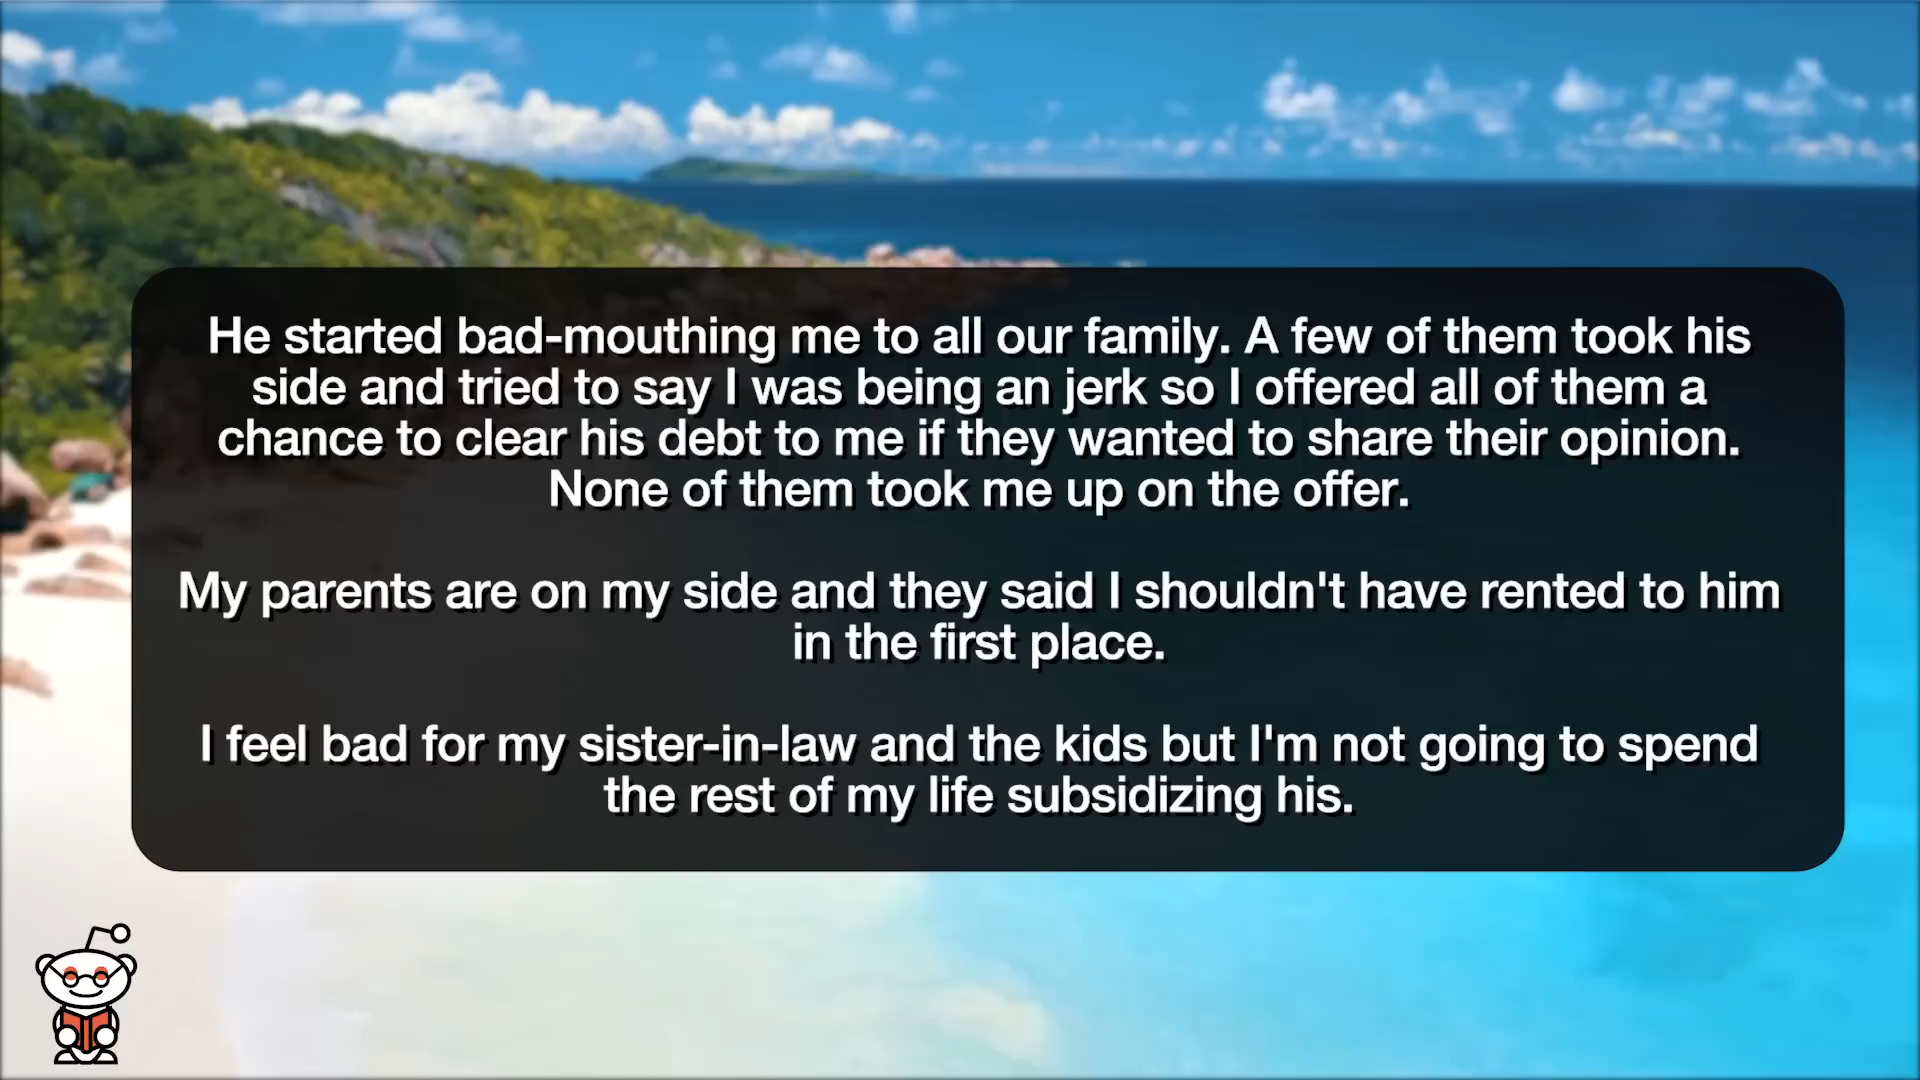 He started bad-mouthing me to all our family. A few of them took his
side and tried to say I was being an jerk so I offered all of them a
chance to clear his debt to me if they wanted to share their opinion.
None of them took me up on the offer.
My parents are on my side and they said I shouldn't have rented to him
in the first place.
I feel bad for my sister-in-law and the kids but I'm not going to spend
the rest of my life subsidizing his.